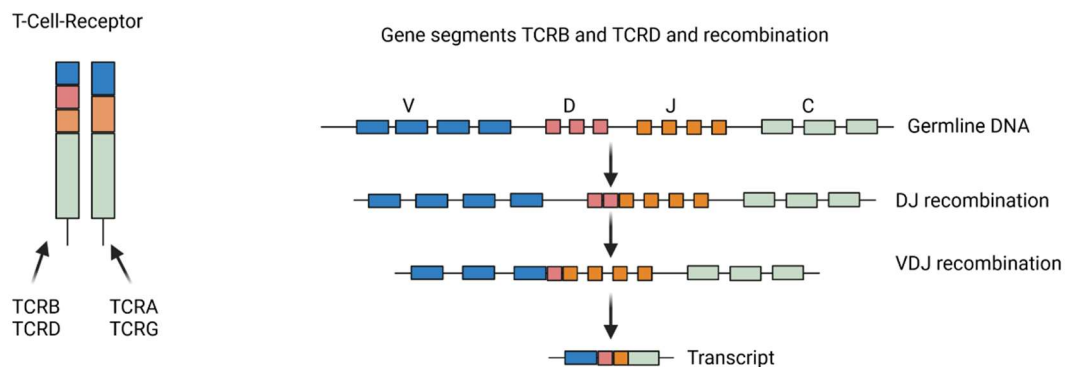 T-Cell-Receptor
TCRB TCRA
TCRD TCRG
Gene segments TCRB and TCRD and recombination
V D J C
Germline DNA
DJ recombination
VDJ recombination
Transcript